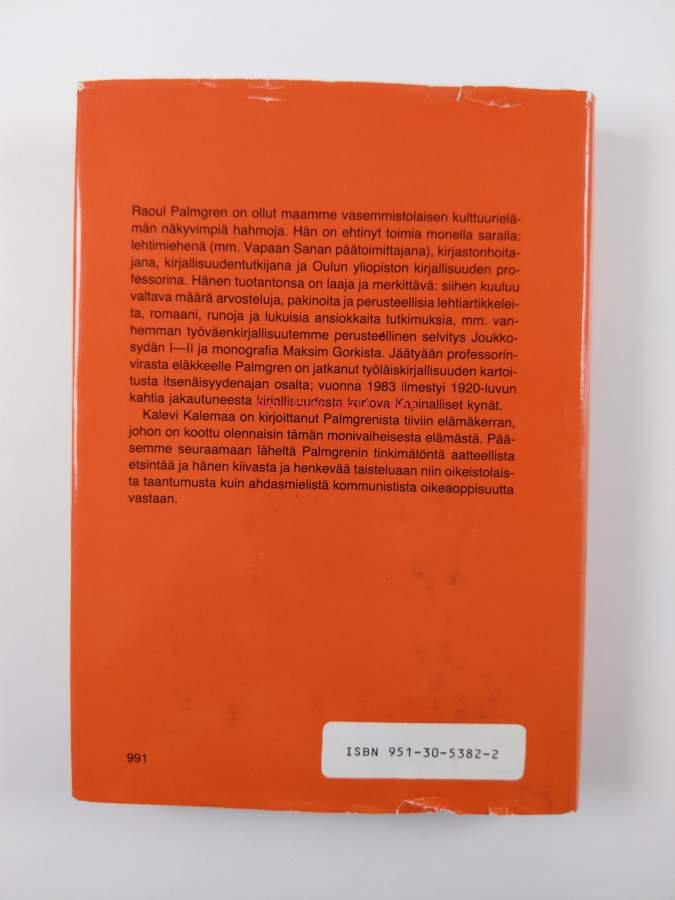 Raoul Palmgren on ollut maamme vasemmistolaisen kulttuurielä-
män näkyvimpiä hahmoja. Hän on ehtinyt toimia monella saralla:
lehtimiehenä (mm. Vapaan Sanan päätoimittajana), kirjastonhoita-
jana, kirjallisuudentutkijana ja Oulun yliopiston kirjallisuuden pro-
fessorina. Hänen tuotantonsa on laaja ja merkittävä: siihen kuuluu
valtava määrä arvosteluja, pakinoita ja perusteellisia lehtiartikkelei-
ta, romaani, runoja ja lukuisia ansiokkaita tutkimuksia, mm. van-
hemman työväenkirjallisuutemme perusteellinen selvitys Joukko-
sydän I—II ja monografia Maksim Gorkista. Jäätyään professorin-
virasta eläkkeelle Palmgren on jatkanut työläiskirjallisuuden kartoi-
tusta itsenäisyydenajan osalta; vuonna 1983 ilmestyi 1920-luvun
kahtia jakautuneesta kirjallisuudesta kertova Kapinalliset kynät.
Kalevi Kalemaa on kirjoittanut Palmgrenista tiiviin elämäkerran,
johon on koottu olennaisin tämän monivaiheisesta elämästä. Pää-
semme seuraamaan läheltä Palmgrenin tinkimätöntä aatteellista
etsintää ja hänen kiivasta ja henkevää taisteluaan niin oikeistolais-
ta taantumusta kuin ahdasmielistä kommunistista oikeaoppisuutta
vastaan.
991
ISBN 951-30-5382-2